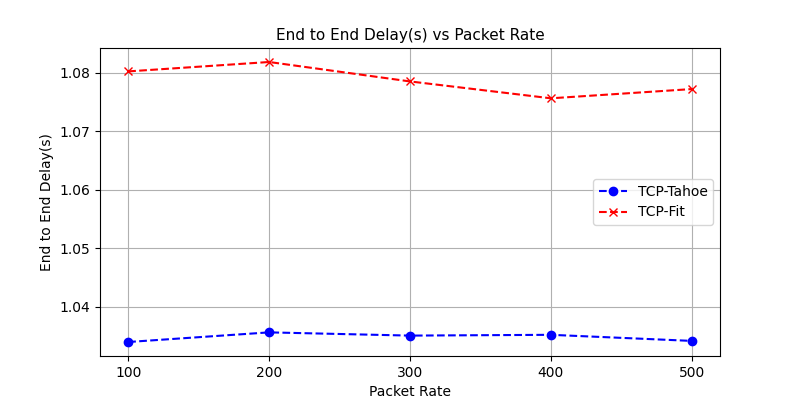 End to End Delay(s) vs Packet Rate
End to End Delay(s)
1.08
1.07
1.06
1.05
1.04
TCP-Tahoe
TCP-Fit
100 200 300 400 500
Packet Rate